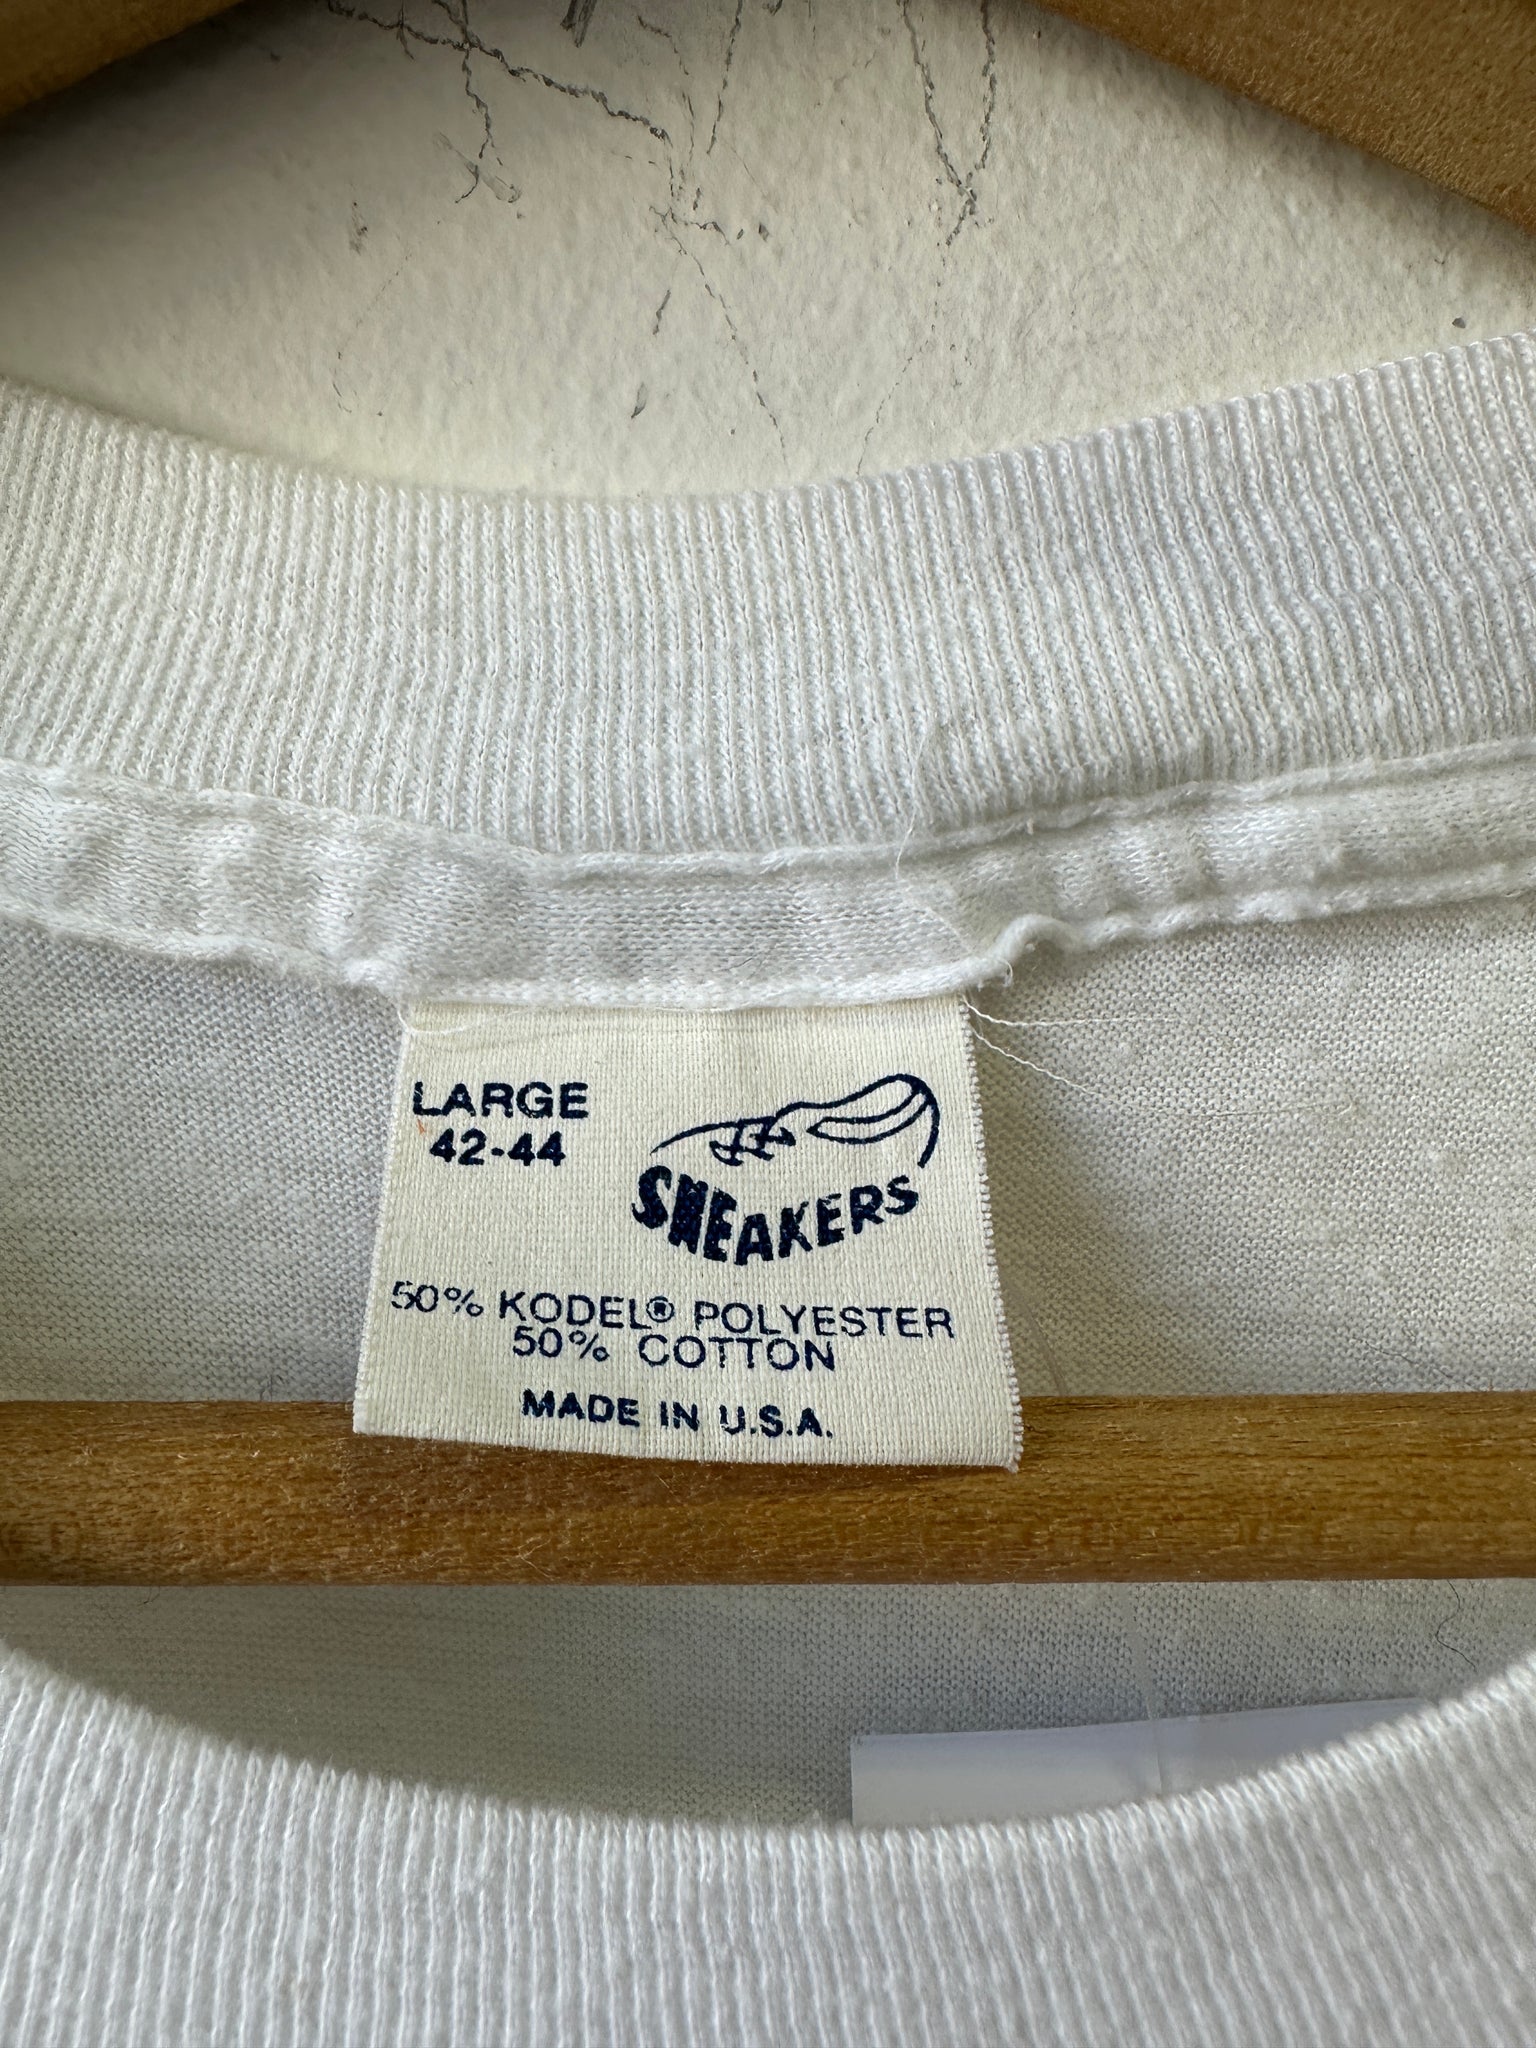 LARGE
42-44
SNEAKERS
50% KODEL® POLYESTER
50% COTTON
MADE IN U.S.A.